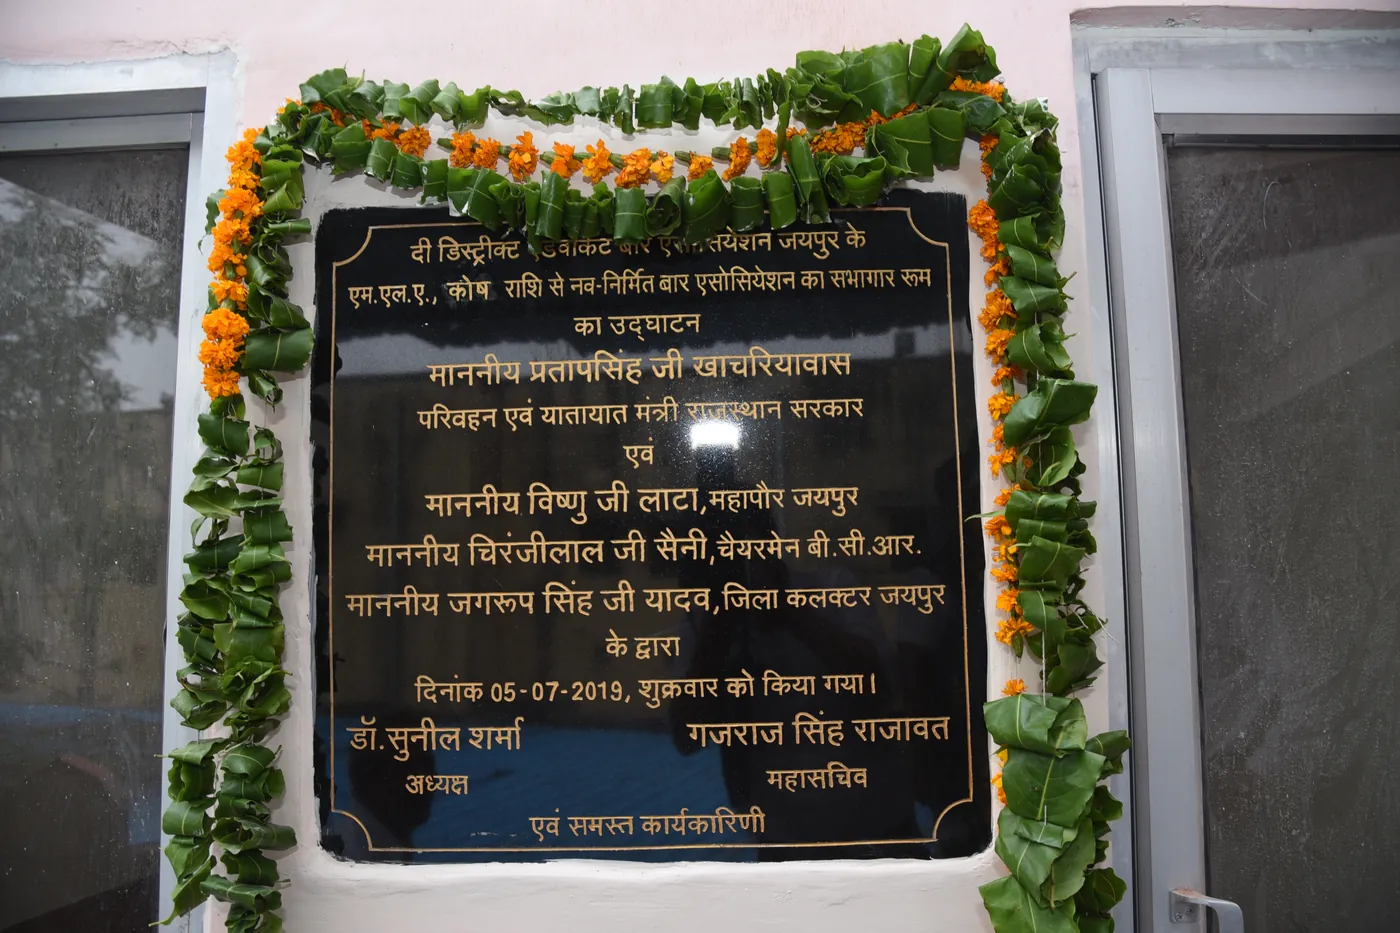 दी डिस्ट्रीक्ट एडवोकेट बार एसोसियेशन जयपुर के
एम.एल.ए., कोष राशि से नव-निर्मित बार एसोसियेशन का सभागार रूम
का उद्घाटन
माननीय प्रतापसिंह जी खाचरियावास
परिवहन एवं यातायात मंत्री राजस्थान सरकार
एवं
माननीय विष्णु जी लाटा,महापौर जयपुर
माननीय चिरंजीलाल जी सैनी,चैयरमेन बी.सी.आर.
माननीय जगरूप सिंह जी यादव,जिला कलक्टर जयपुर
के द्वारा
दिनांक 05-07-2019, शुक्रवार को किया गया।
डॉ.सुनील शर्मा गजराज सिंह राजावत
अध्यक्ष महासचिव
एवं समस्त कार्यकारिणी